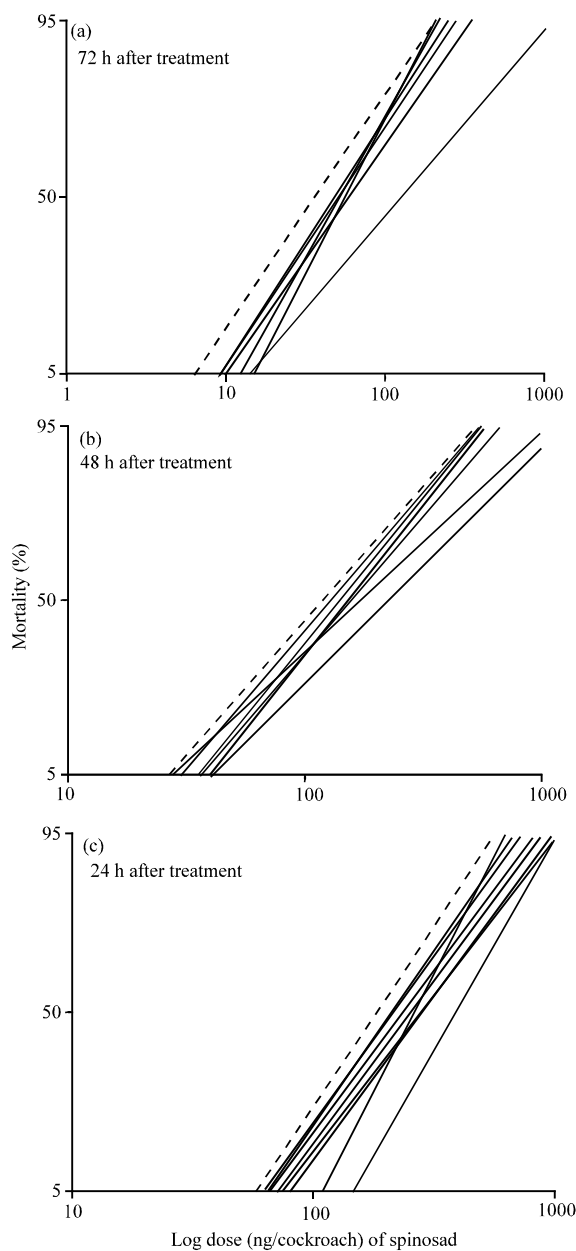 95
(a)
72 h after treatment
50
5
1
10
100
1000
95
(b)
48 h after treatment
50
5
10
100
1000
Mortality (%)
95
(c)
24 h after treatment
50
5
10
100
1000
Log dose (ng/cockroach) of spinosad